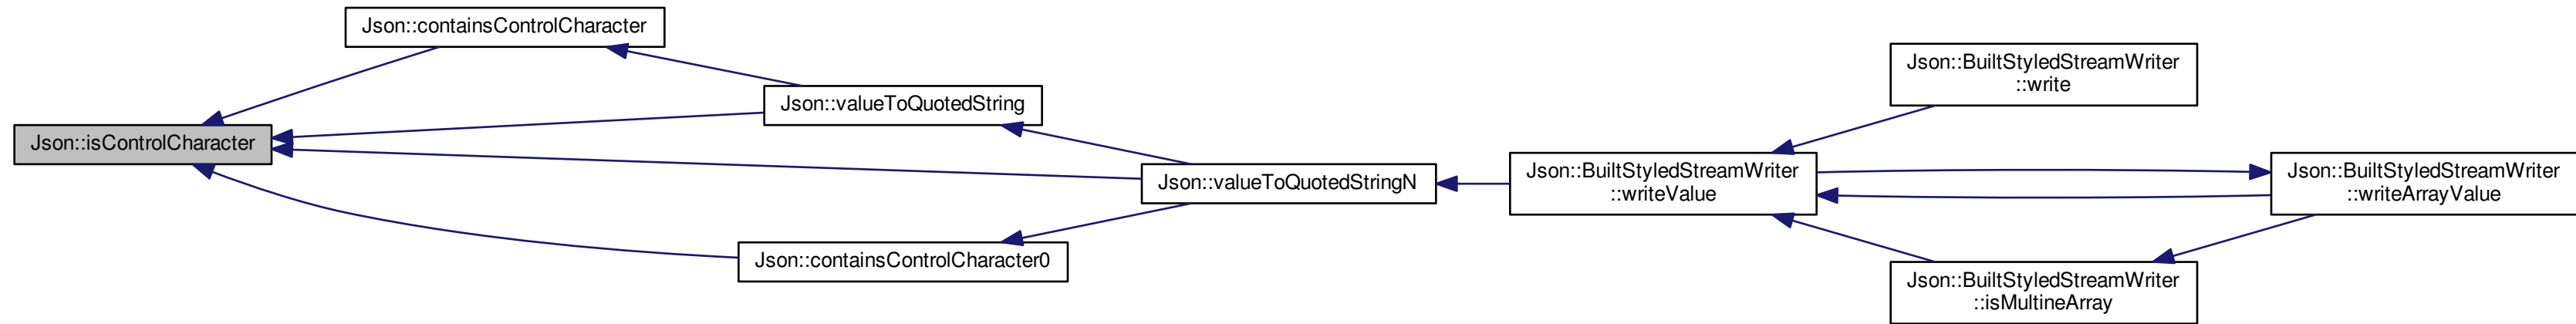 Json::containsControlCharacter
Json::BuiltStyledStreamWriter
::write
Json::valueToQuotedString
Json::isControlCharacter
Json::valueToQuotedStringN
Json::BuiltStyledStreamWriter
::writeValue
Json::BuiltStyledStreamWriter
::writeArrayValue
Json::containsControlCharacter0
Json::BuiltStyledStreamWriter
::isMultineArray